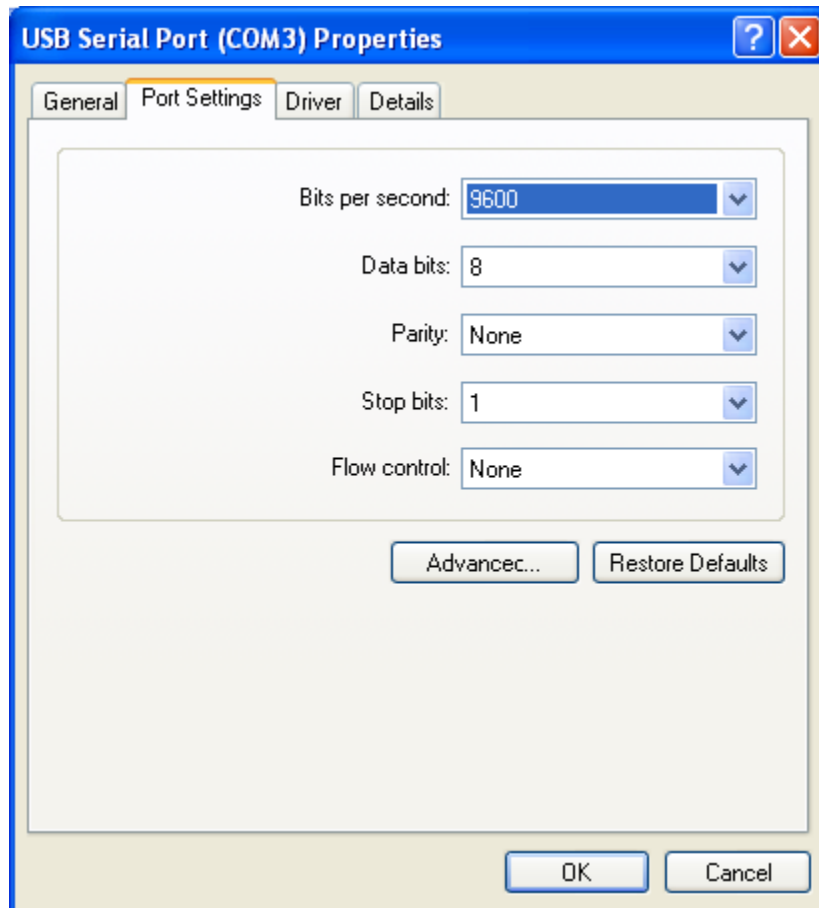 USB Serial Port (COM3) Properties
General Port Settings Driver Details
Bits per second: 9600
Data bits: 8
Parity: None
Stop bits: 1
Flow control: None
Advancec... Restore Defaults
OK Cancel